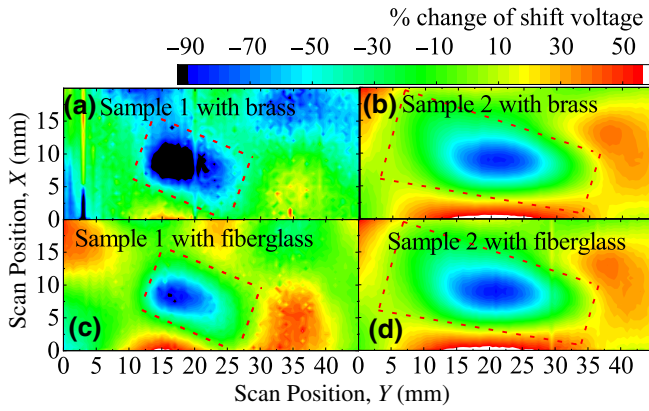 % change of shift voltage
−90 −70 −50 −30 −10 10 30 50
(a) Sample 1 with brass
(b) Sample 2 with brass
Sample 1 with fiberglass
(c)
Sample 2 with fiberglass
(d)
Scan Position, X (mm)
15
10
5
0
15
10
5
0
0 5 10 15 20 25 30 35 40
0 5 10 15 20 25 30 35 40
Scan Position, Y (mm)